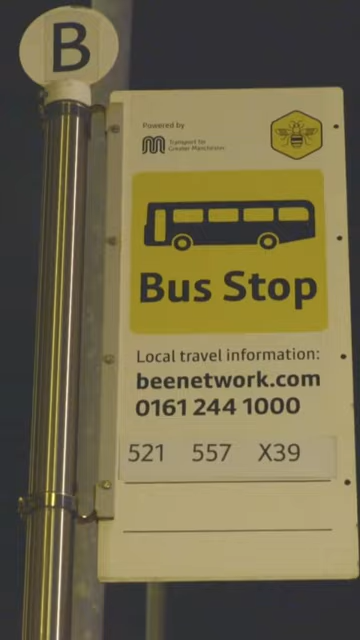 B
Powered by
Transport for
Greater Manchester
Bus Stop
Local travel information:
beenetwork.com
0161 244 1000
521 557 X39